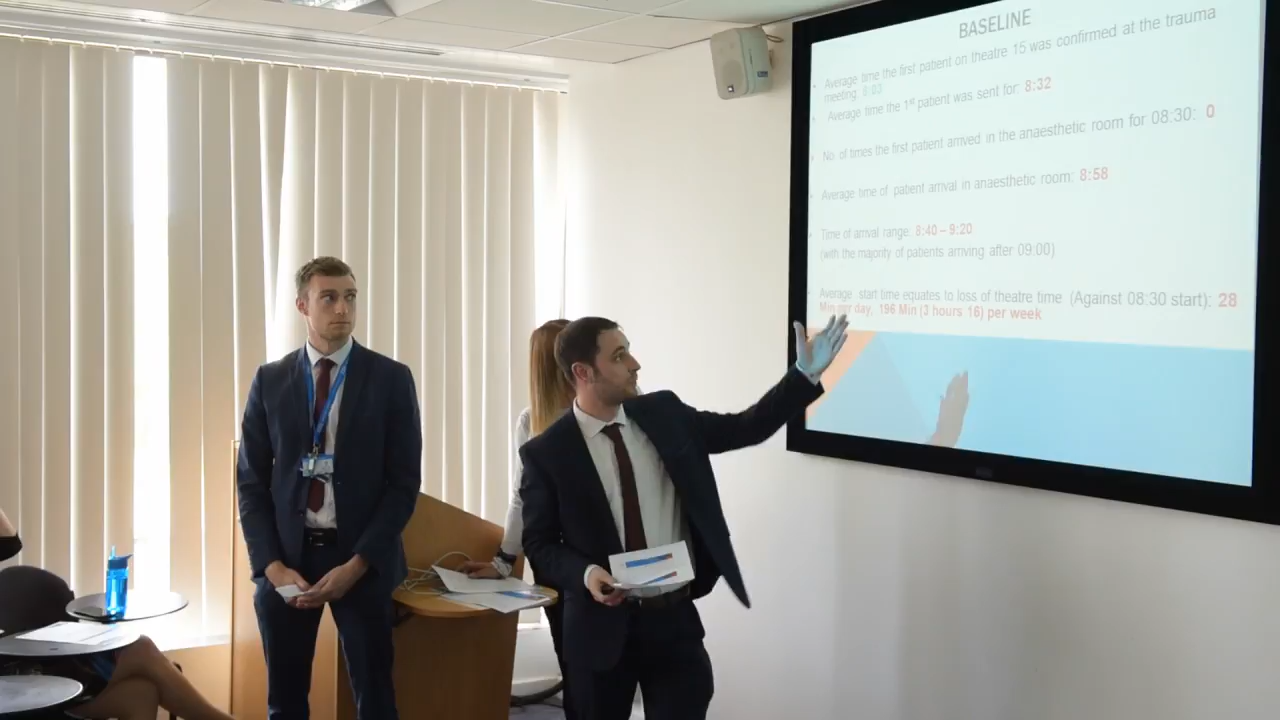 BASELINE
Average time the first patient on theatre 15 was confirmed at the trauma
meeting: 8:03
Average time the 1st patient was sent for: 8:32
No. of times the first patient arrived in the anaesthetic room for 08:30: 0
Average time of patient arrival in anaesthetic room: 8:58
Time of arrival range: 8:40 – 9:20
(with the majority of patients arriving after 09:00)
Average start time equates to loss of theatre time (Against 08:30 start): 28
Min per day, 196 Min (3 hours 16) per week